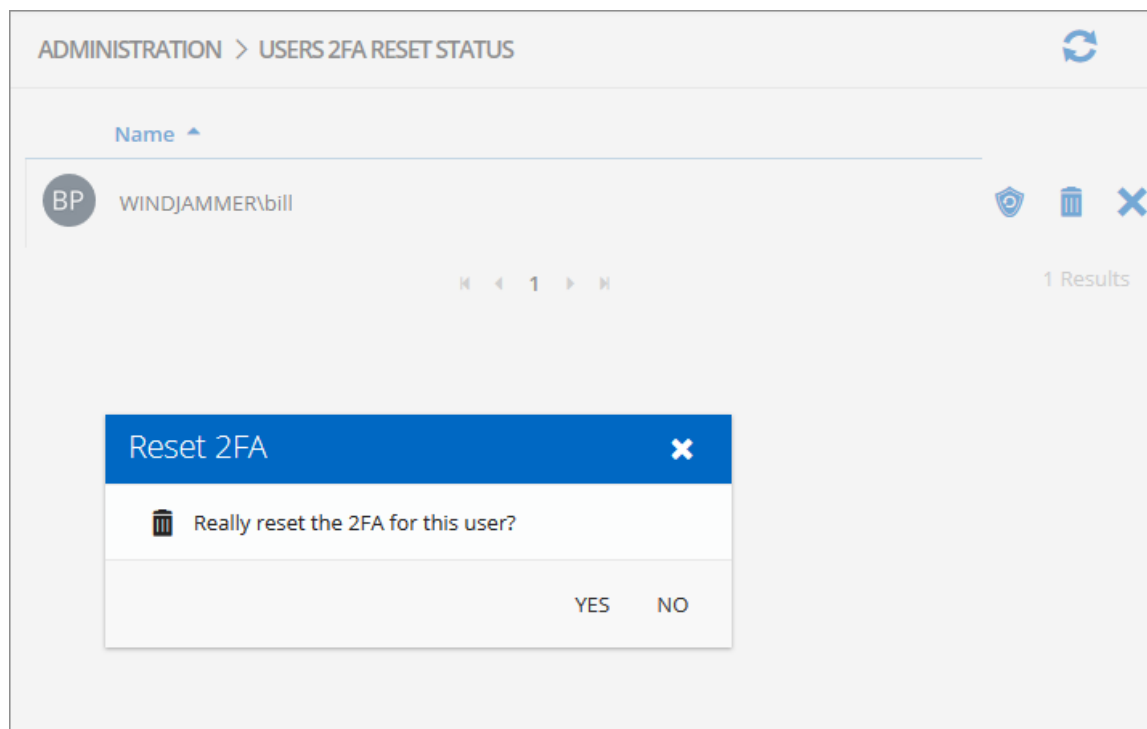 ADMINISTRATION > USERS 2FA RESET STATUS
Name
BP WINDJAMMER\bill
1
1 Results
Reset 2FA
Really reset the 2FA for this user?
YES NO